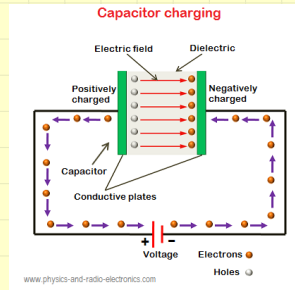 Capacitor charging
Electric field
Dielectric
Positively
charged
Negatively
charged
Capacitor
Conductive plates
+ −
Voltage
Electrons
Holes
www.physics-and-radio-electronics.com